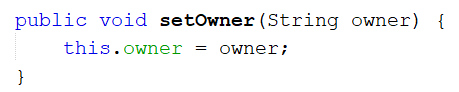 public void setOwner(String owner) {
    this.owner = owner;
}